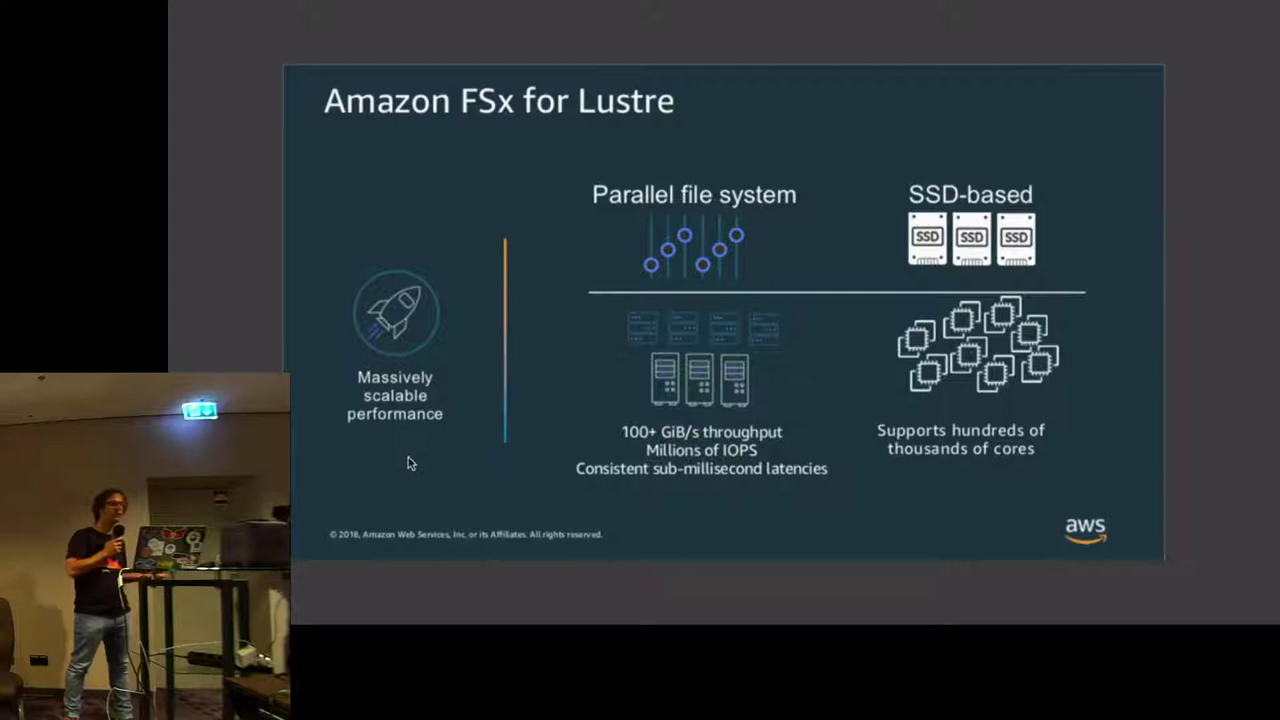 Amazon FSx for Lustre
Parallel file system
SSD-based
SSD
SSD
SSD
Massively
scalable
performance
100+ GiB/s throughput
Millions of IOPS
Consistent sub-millisecond latencies
Supports hundreds of
thousands of cores
© 2018, Amazon Web Services, Inc. or its Affiliates. All rights reserved.
aws